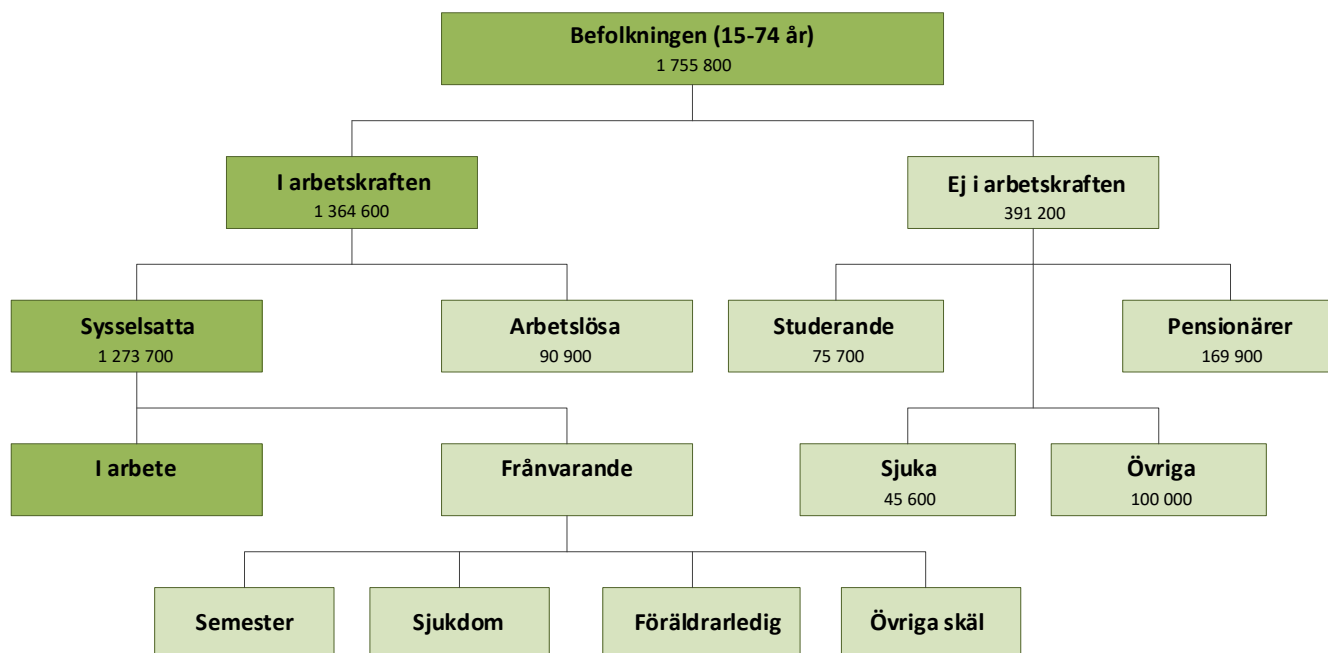 Befolkningen (15-74 år)
1 755 800
I arbetskraften
1 364 600
Ej i arbetskraften
391 200
Sysselsatta
1 273 700
Arbetslösa
90 900
Studerande
75 700
Pensionärer
169 900
I arbete
Frånvarande
Sjuka
45 600
Övriga
100 000
Semester
Sjukdom
Föräldrarledig
Övriga skäl